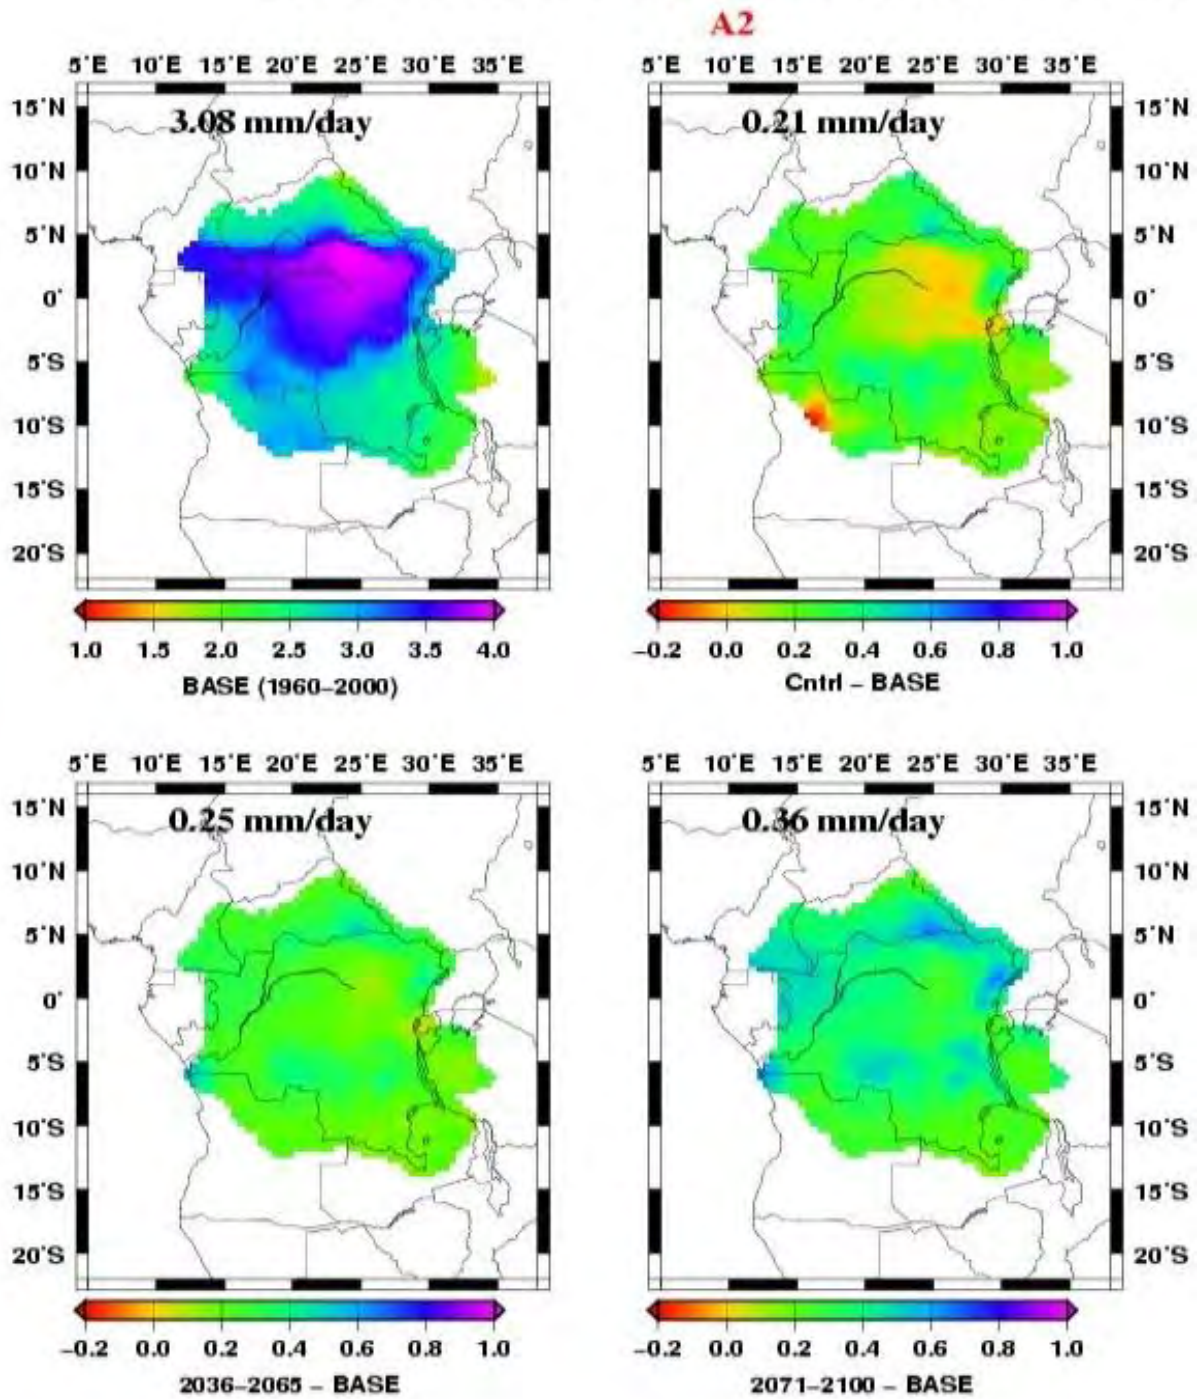 A2
5°E 10°E 15°E 20°E 25°E 30°E 35°E
5°E 10°E 15°E 20°E 25°E 30°E 35°E
15°N
10°N
5°N
0°
5°S
10°S
15°S
20°S
3.08 mm/day
0.21 mm/day
15°N
10°N
5°N
0°
5°S
10°S
15°S
20°S
1.0 1.5 2.0 2.5 3.0 3.5 4.0
BASE (1960–2000)
−0.2 0.0 0.2 0.4 0.6 0.8 1.0
Cntrl – BASE
5°E 10°E 15°E 20°E 25°E 30°E 35°E
5°E 10°E 15°E 20°E 25°E 30°E 35°E
15°N
10°N
5°N
0°
5°S
10°S
15°S
20°S
0.25 mm/day
0.36 mm/day
15°N
10°N
5°N
0°
5°S
10°S
15°S
20°S
−0.2 0.0 0.2 0.4 0.6 0.8 1.0
2036–2065 – BASE
−0.2 0.0 0.2 0.4 0.6 0.8 1.0
2071–2100 – BASE